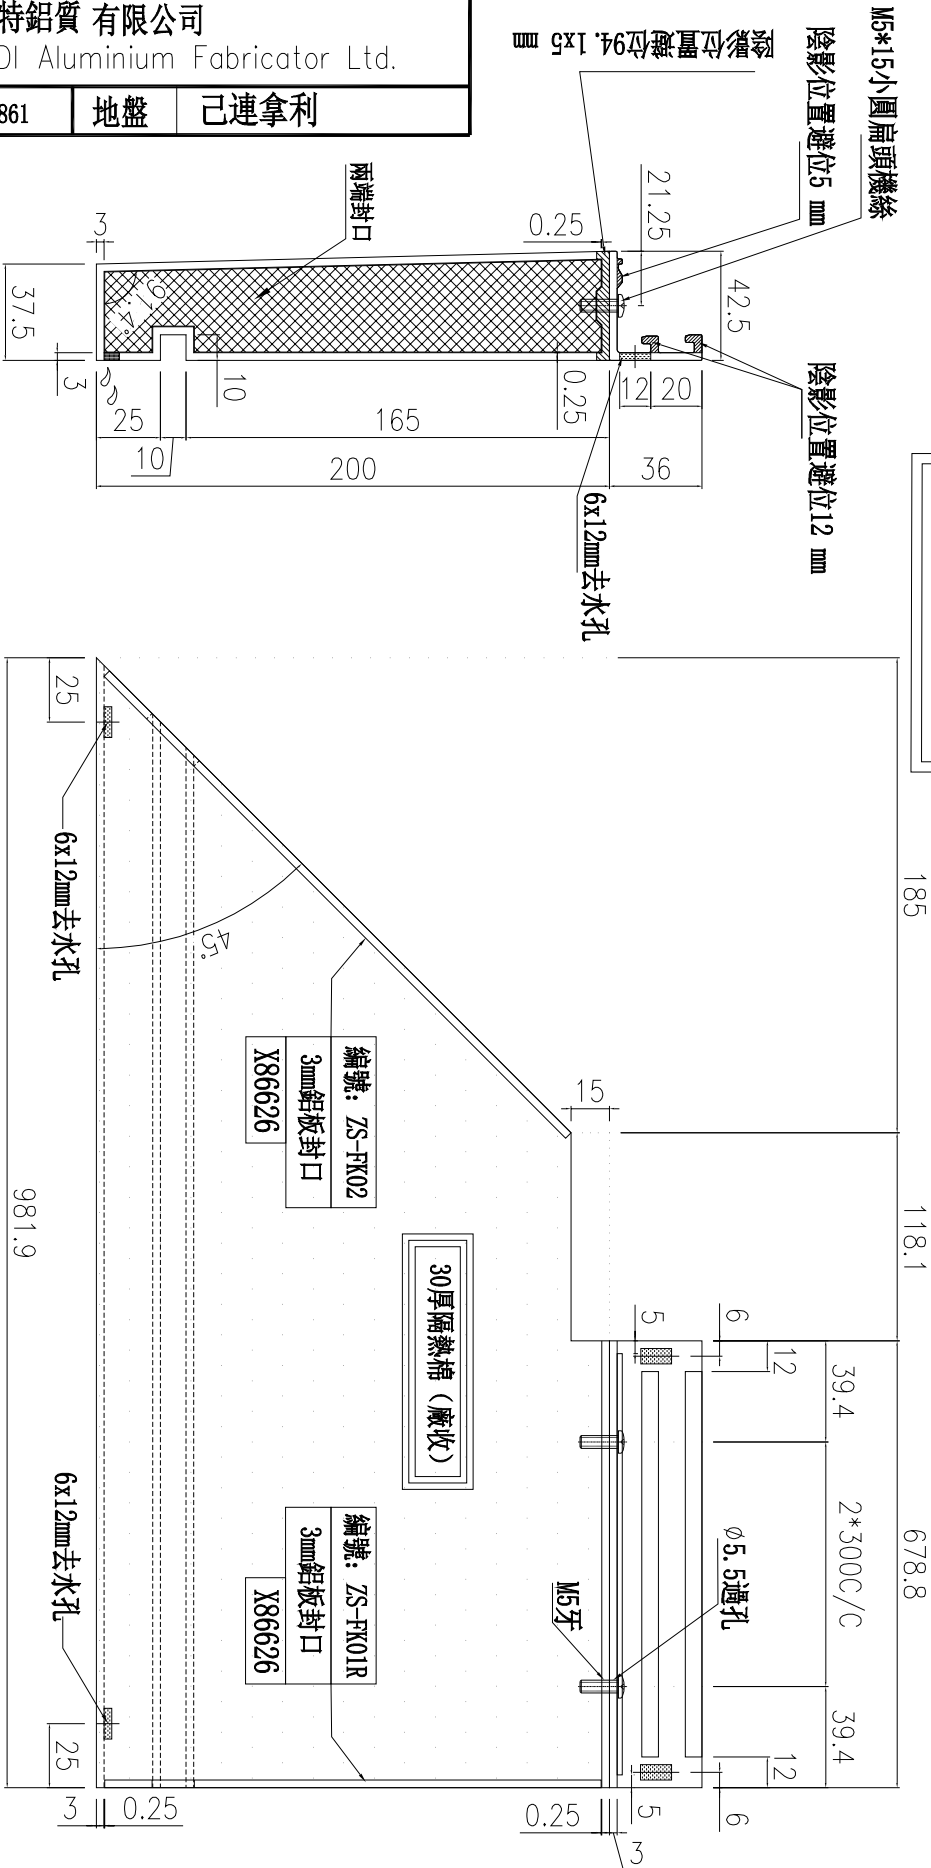 特鋁質 有限公司
DI Aluminium Fabricator Ltd.
861
地盤
己連拿利
M5*15小圓扁頭機絲
陰影位置避位5 mm
陰影位置避位94.1x5 mm
陰影位置避位12 mm
兩端封口
21.25
42.5
0.25
3
37.5
3
91.4°
10
0.25
12
20
25
10
165
200
36
6x12mm去水孔
185
118.1
678.8
25
6x12mm去水孔
45°
15
編號: ZS-FK02
3mm鋁板封口
X86626
30厚隔熱棉（廠收）
981.9
5
6
12
39.4
2*300C/C
39.4
Ø5.5過孔
M5牙
編號: ZS-FK01R
3mm鋁板封口
X86626
6x12mm去水孔
25
3
0.25
0.25
3
5
6
12